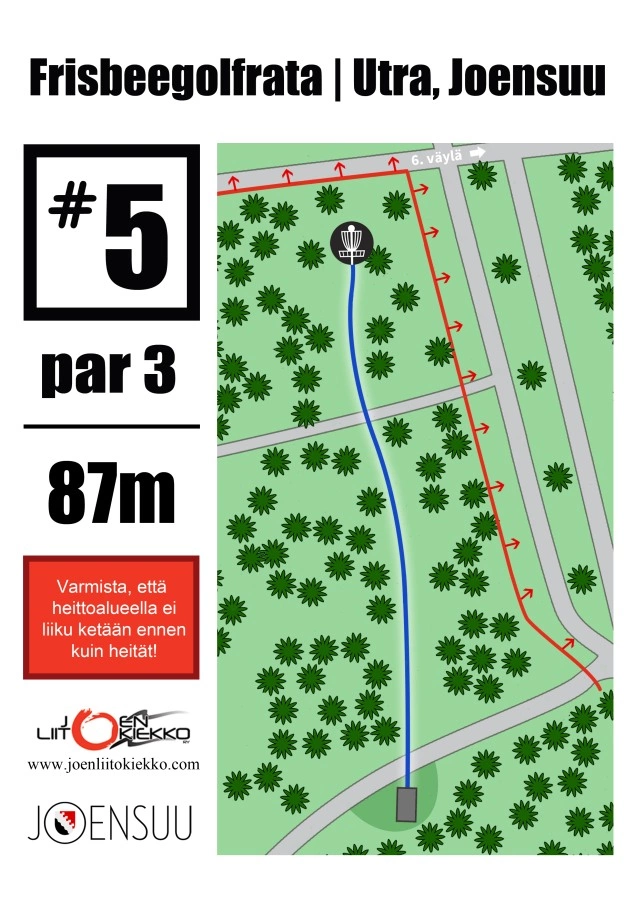 Frisbeegolfrata | Utra, Joensuu
#5
par 3
87m
Varmista, että
heittoalueella ei
liiku ketään ennen
kuin heität!
JOEN
LIITOKIEKKO
RY
www.joenliitokiekko.com
JOENSUU
6. väylä